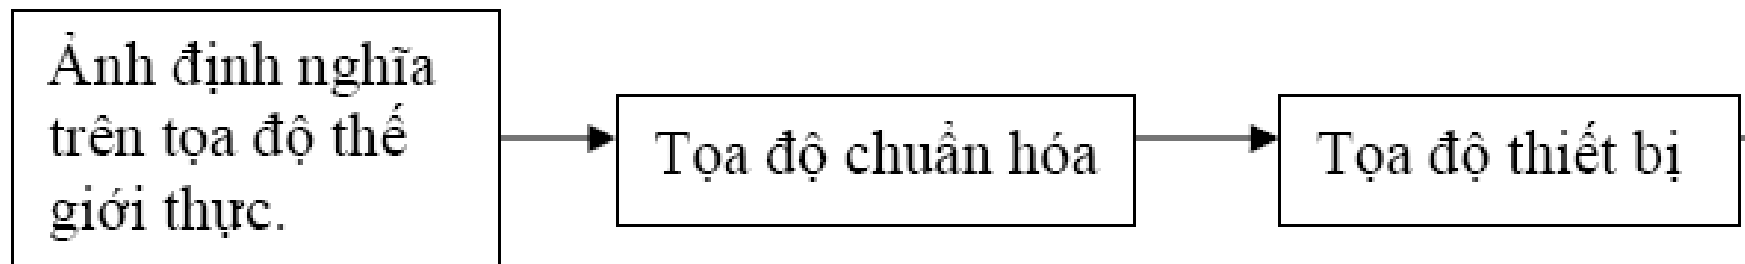 Ảnh định nghĩa
trên tọa độ thế
giới thực.
Tọa độ chuẩn hóa
Tọa độ thiết bị